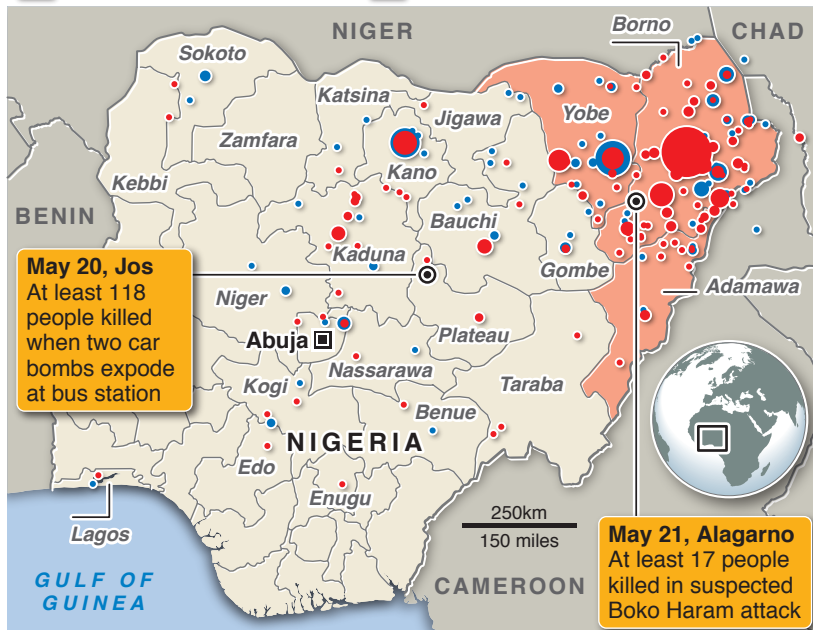 NIGER
Borno
CHAD
Sokoto
Katsina
Jigawa
Yobe
Zamfara
Kano
Kebbi
BENIN
Bauchi
Kaduna
Gombe
May 20, Jos
At least 118
people killed
when two car
bombs expode
at bus station
Niger
Adamawa
Abuja
Plateau
Nassarawa
Taraba
Kogi
Benue
NIGERIA
Edo
Enugu
Lagos
250km
150 miles
May 21, Alagarno
At least 17 people
killed in suspected
Boko Haram attack
GULF OF
GUINEA
CAMEROON